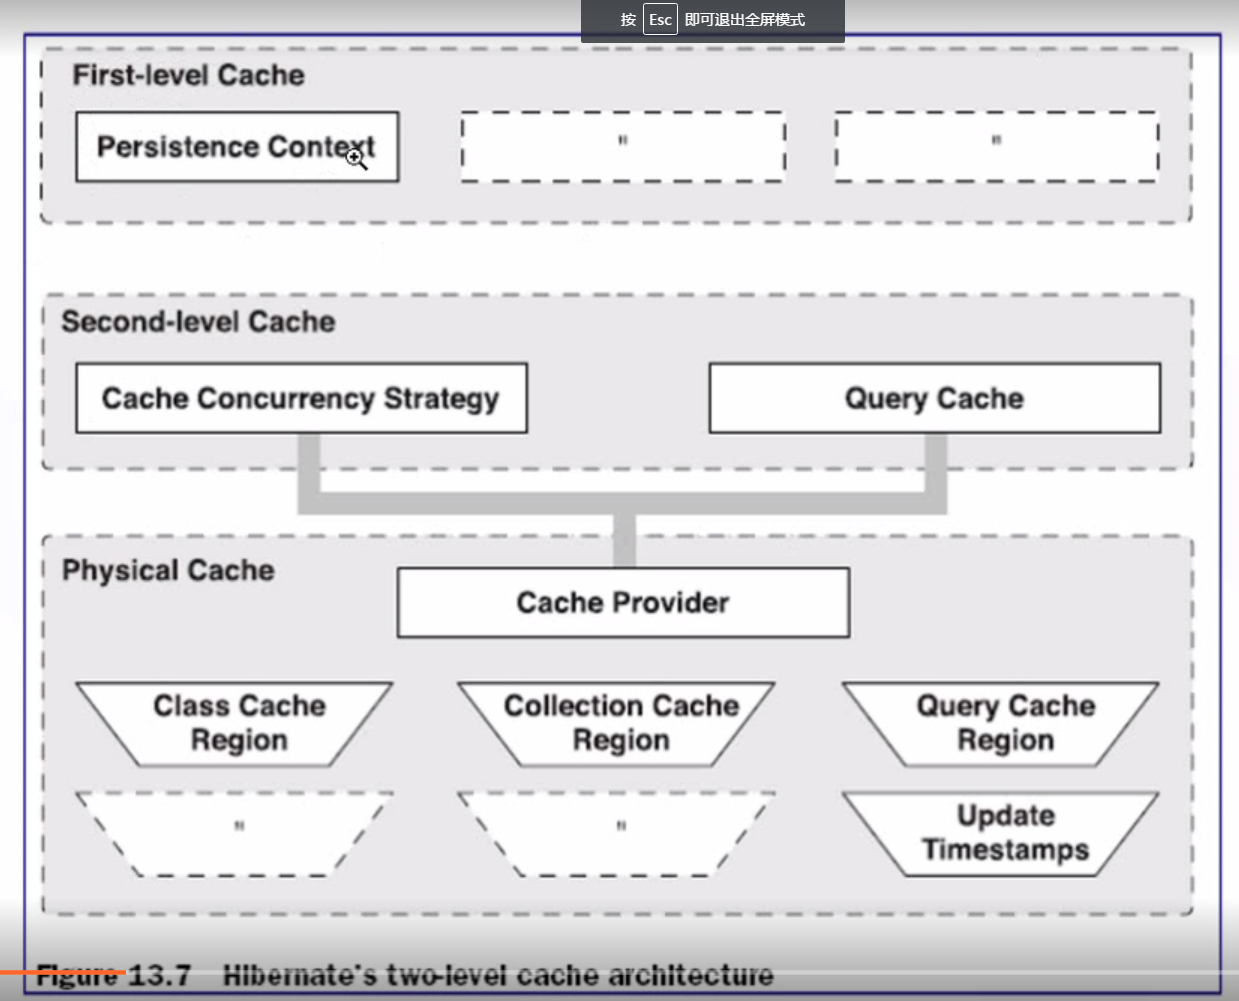 按 Esc 即可退出全屏模式
First-level Cache
Persistence Context
"
"
Second-level Cache
Cache Concurrency Strategy
Query Cache
Physical Cache
Cache Provider
Class Cache
Region
Collection Cache
Region
Query Cache
Region
"
"
Update
Timestamps
Figure 13.7 Hibernate's two-level cache architecture